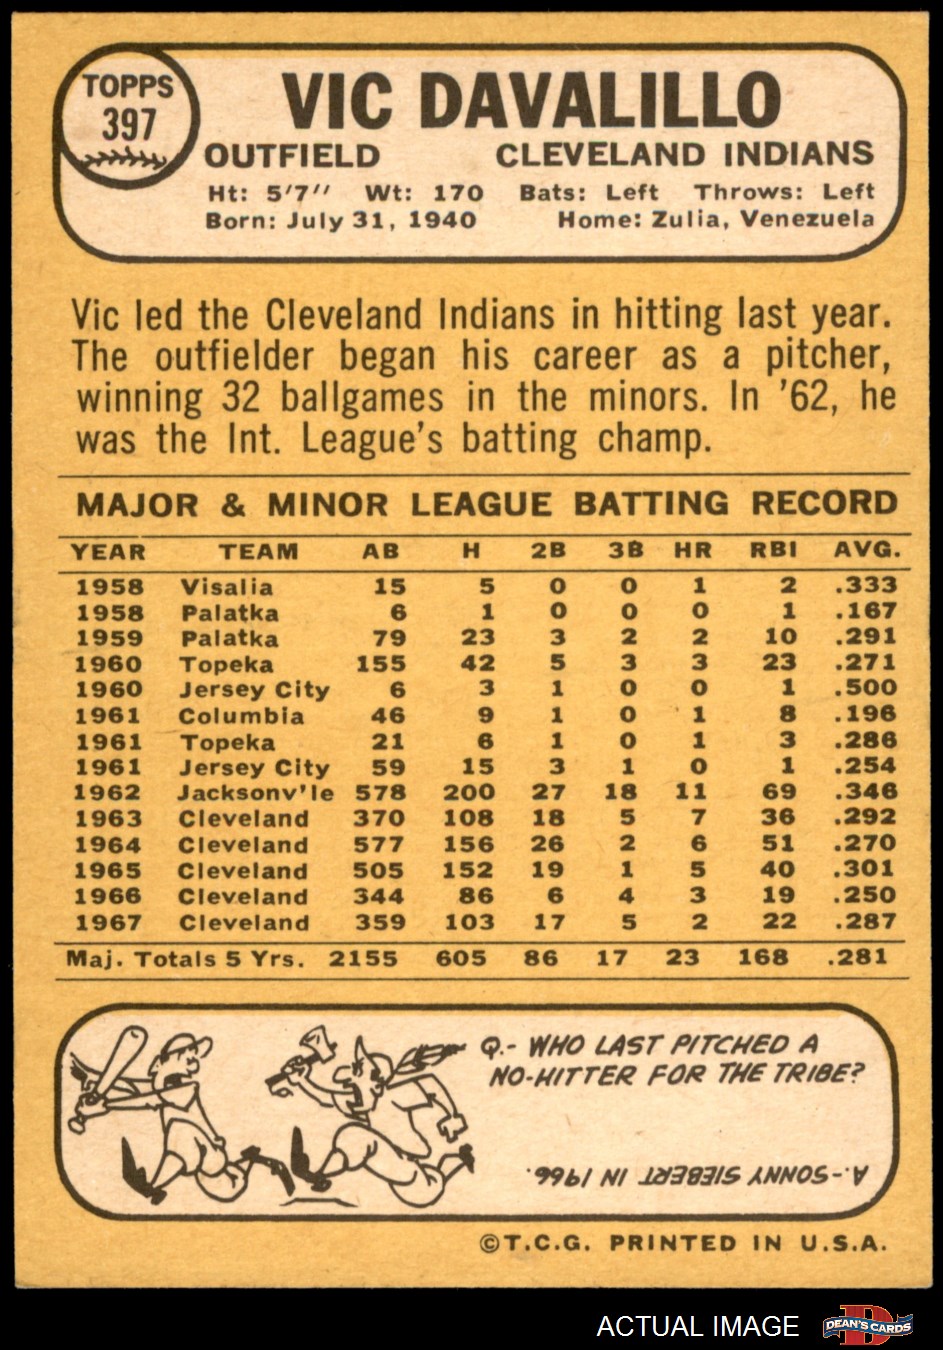 TOPPS
397
VIC DAVALILLO
OUTFIELD CLEVELAND INDIANS
Ht: 5'7" Wt: 170 Bats: Left Throws: Left
Born: July 31, 1940 Home: Zulia, Venezuela
Vic led the Cleveland Indians in hitting last year.
The outfielder began his career as a pitcher,
winning 32 ballgames in the minors. In '62, he
was the Int. League's batting champ.
MAJOR & MINOR LEAGUE BATTING RECORD
YEAR TEAM AB H 2B 3B HR RBI AVG.
1958 Visalia 15 5 0 0 1 2 .333
1958 Palatka 6 1 0 0 0 1 .167
1959 Palatka 79 23 3 2 2 10 .291
1960 Topeka 155 42 5 3 3 23 .271
1960 Jersey City 6 3 1 0 0 1 .500
1961 Columbia 46 9 1 0 1 8 .196
1961 Topeka 21 6 1 0 1 3 .286
1961 Jersey City 59 15 3 1 0 1 .254
1962 Jacksonv'le 578 200 27 18 11 69 .346
1963 Cleveland 370 108 18 5 7 36 .292
1964 Cleveland 577 156 26 2 6 51 .270
1965 Cleveland 505 152 19 1 5 40 .301
1966 Cleveland 344 86 6 4 3 19 .250
1967 Cleveland 359 103 17 5 2 22 .287
Maj. Totals 5 Yrs. 2155 605 86 17 23 168 .281
Q.- WHO LAST PITCHED A
NO-HITTER FOR THE TRIBE?
A.- SONNY SIEBERT IN 1966.
©T.C.G. PRINTED IN U.S.A.
ACTUAL IMAGE
DEAN'S CARDS